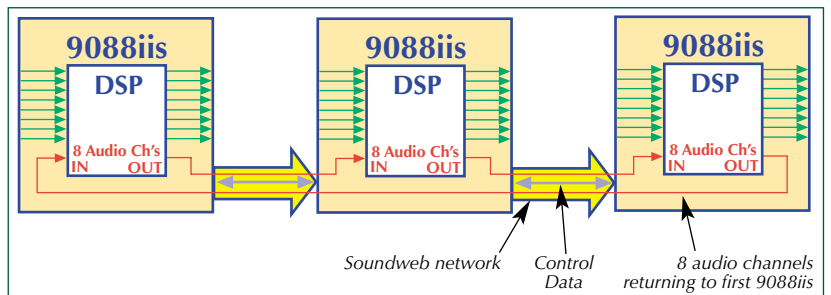 9088iis
DSP
8 Audio Ch's
IN OUT
9088iis
DSP
8 Audio Ch's
IN OUT
9088iis
DSP
8 Audio Ch's
IN OUT
Soundweb network
Control
Data
8 audio channels
returning to first 9088iis